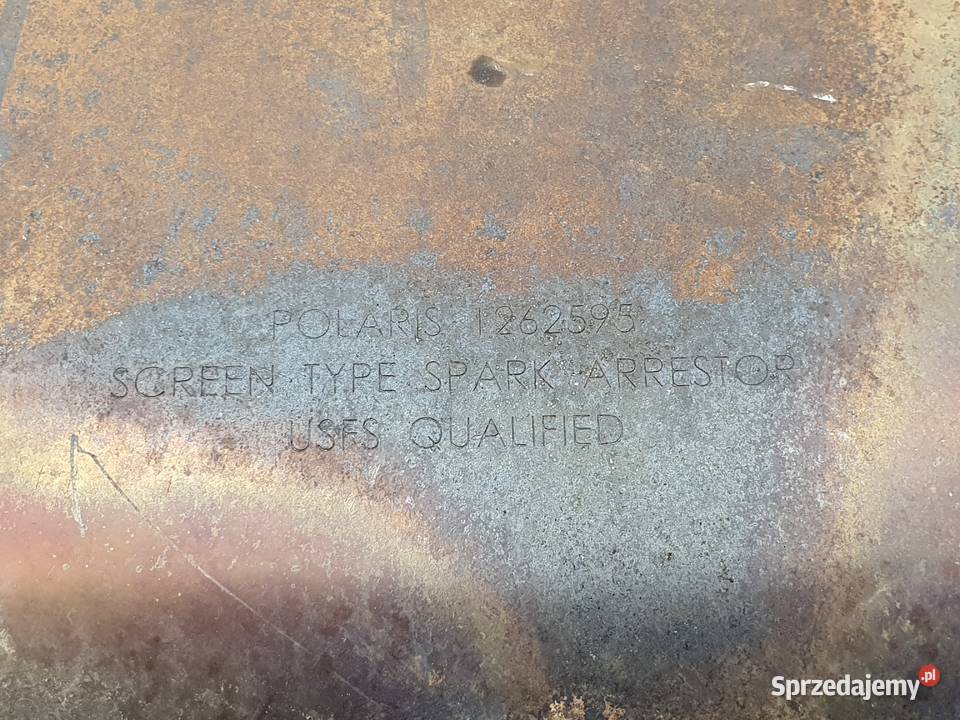 POLARIS 1262595
SCREEN TYPE SPARK ARRESTOR
USFS QUALIFIED
Sprzedajemy.pl